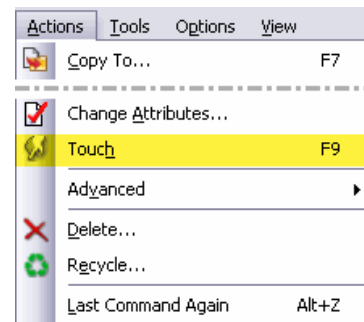 Actions Tools Options View
Copy To... F7
Change Attributes...
Touch F9
Advanced
Delete...
Recycle...
Last Command Again Alt+Z